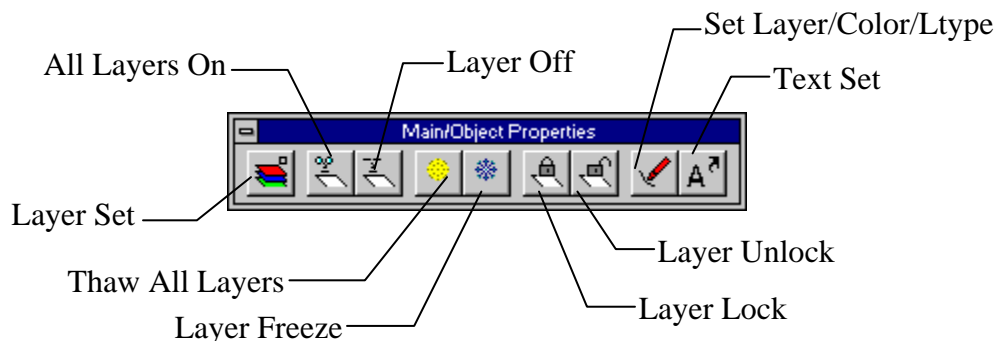 Set Layer/Color/Ltype
All Layers On
Layer Off
Text Set
Main/Object Properties
Layer Set
Layer Unlock
Thaw All Layers
Layer Lock
Layer Freeze